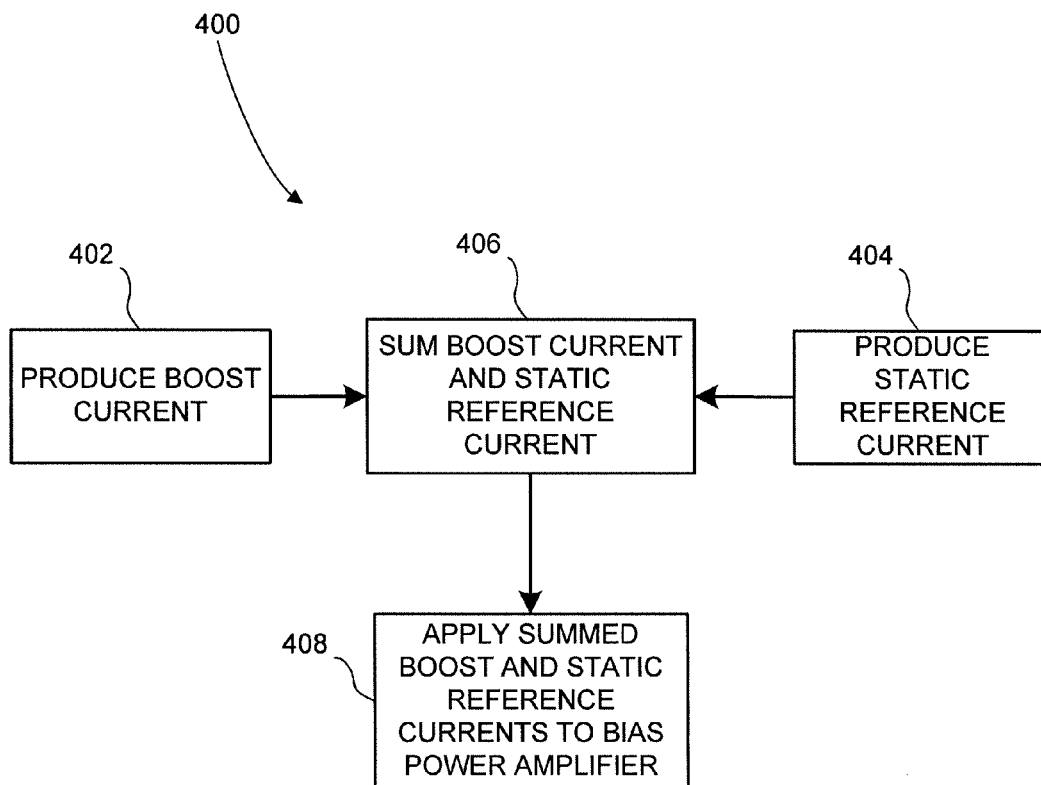 400
402
PRODUCE BOOST
CURRENT
406
SUM BOOST CURRENT
AND STATIC
REFERENCE
CURRENT
404
PRODUCE
STATIC
REFERENCE
CURRENT
408
APPLY SUMMED
BOOST AND STATIC
REFERENCE
CURRENTS TO BIAS
POWER AMPLIFIER